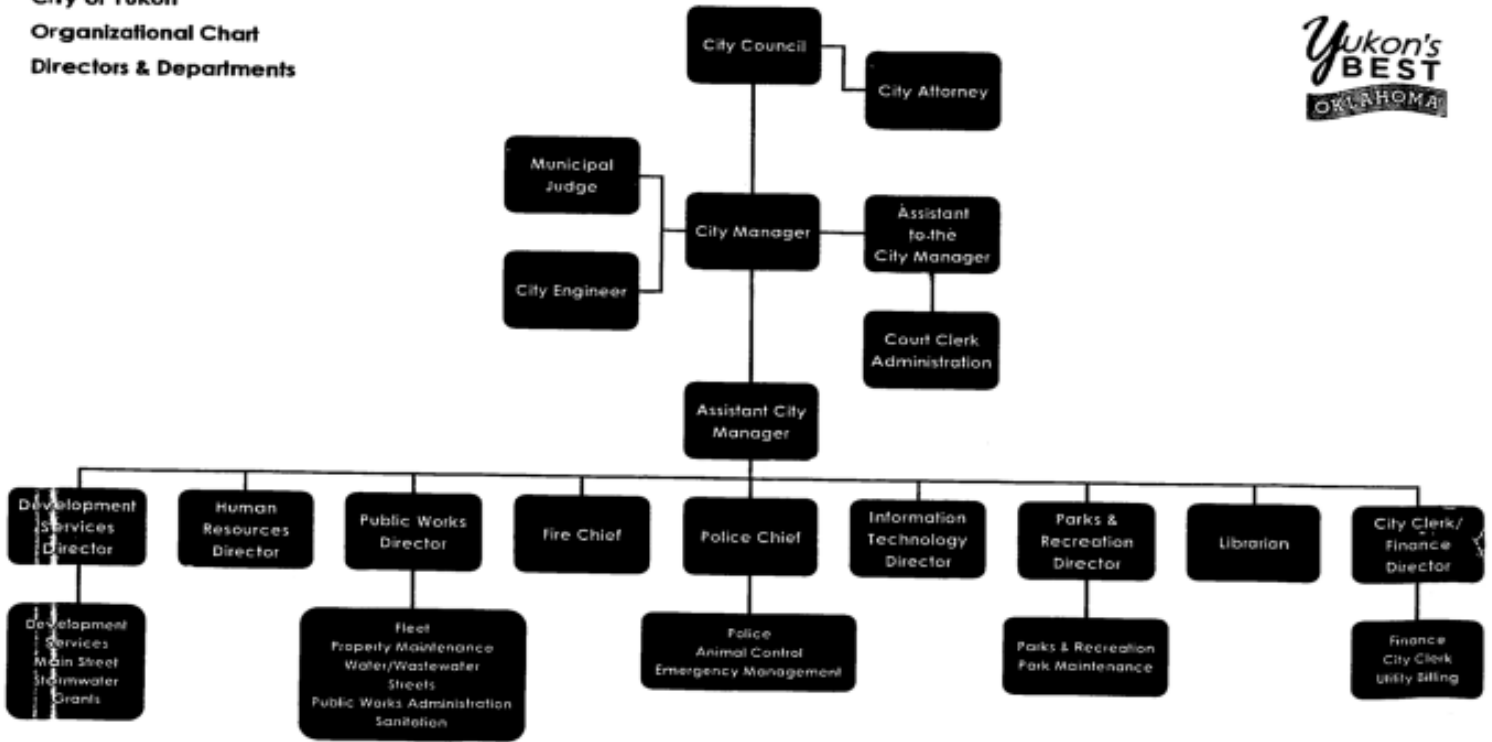 City of Yukon
Organizational Chart
Directors & Departments
Yukon's
BEST
OKLAHOMA
City Council
City Attorney
Municipal
Judge
City Manager
Assistant
to the
City Manager
City Engineer
Court Clerk
Administration
Assistant City
Manager
Development
Services
Director
Human
Resources
Director
Public Works
Director
Fire Chief
Police Chief
Information
Technology
Director
Parks &
Recreation
Director
Librarian
City Clerk/
Finance
Director
Development
Services
Main Street
Stormwater
Grants
Fleet
Property Maintenance
Water/Wastewater
Streets
Public Works Administration
Sanitation
Police
Animal Control
Emergency Management
Parks & Recreation
Park Maintenance
Finance
City Clerk
Utility Billing